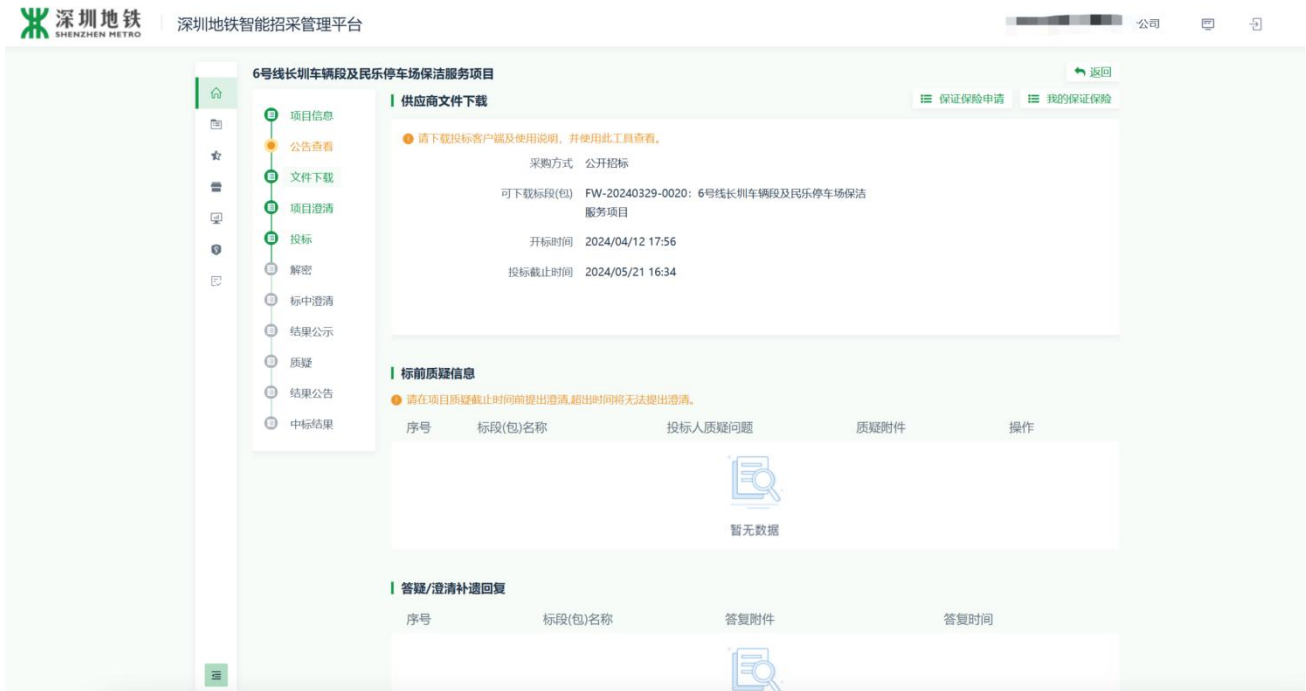 深圳地铁
SHENZHEN METRO
深圳地铁智能招采管理平台
公司
6号线长圳车辆段及民乐停车场保洁服务项目
返回
项目信息
公告查看
文件下载
项目澄清
投标
解密
标中澄清
结果公示
质疑
结果公告
中标结果
供应商文件下载
保证保险申请
我的保证保险
请下载投标客户端及使用说明，并使用此工具查看。
采购方式 公开招标
可下载标段(包) FW-20240329-0020：6号线长圳车辆段及民乐停车场保洁
服务项目
开标时间 2024/04/12 17:56
投标截止时间 2024/05/21 16:34
标前质疑信息
请在项目质疑截止时间前提出澄清,超出时间将无法提出澄清。
序号 标段(包)名称 投标人质疑问题 质疑附件 操作
暂无数据
答疑/澄清补遗回复
序号 标段(包)名称 答复附件 答复时间